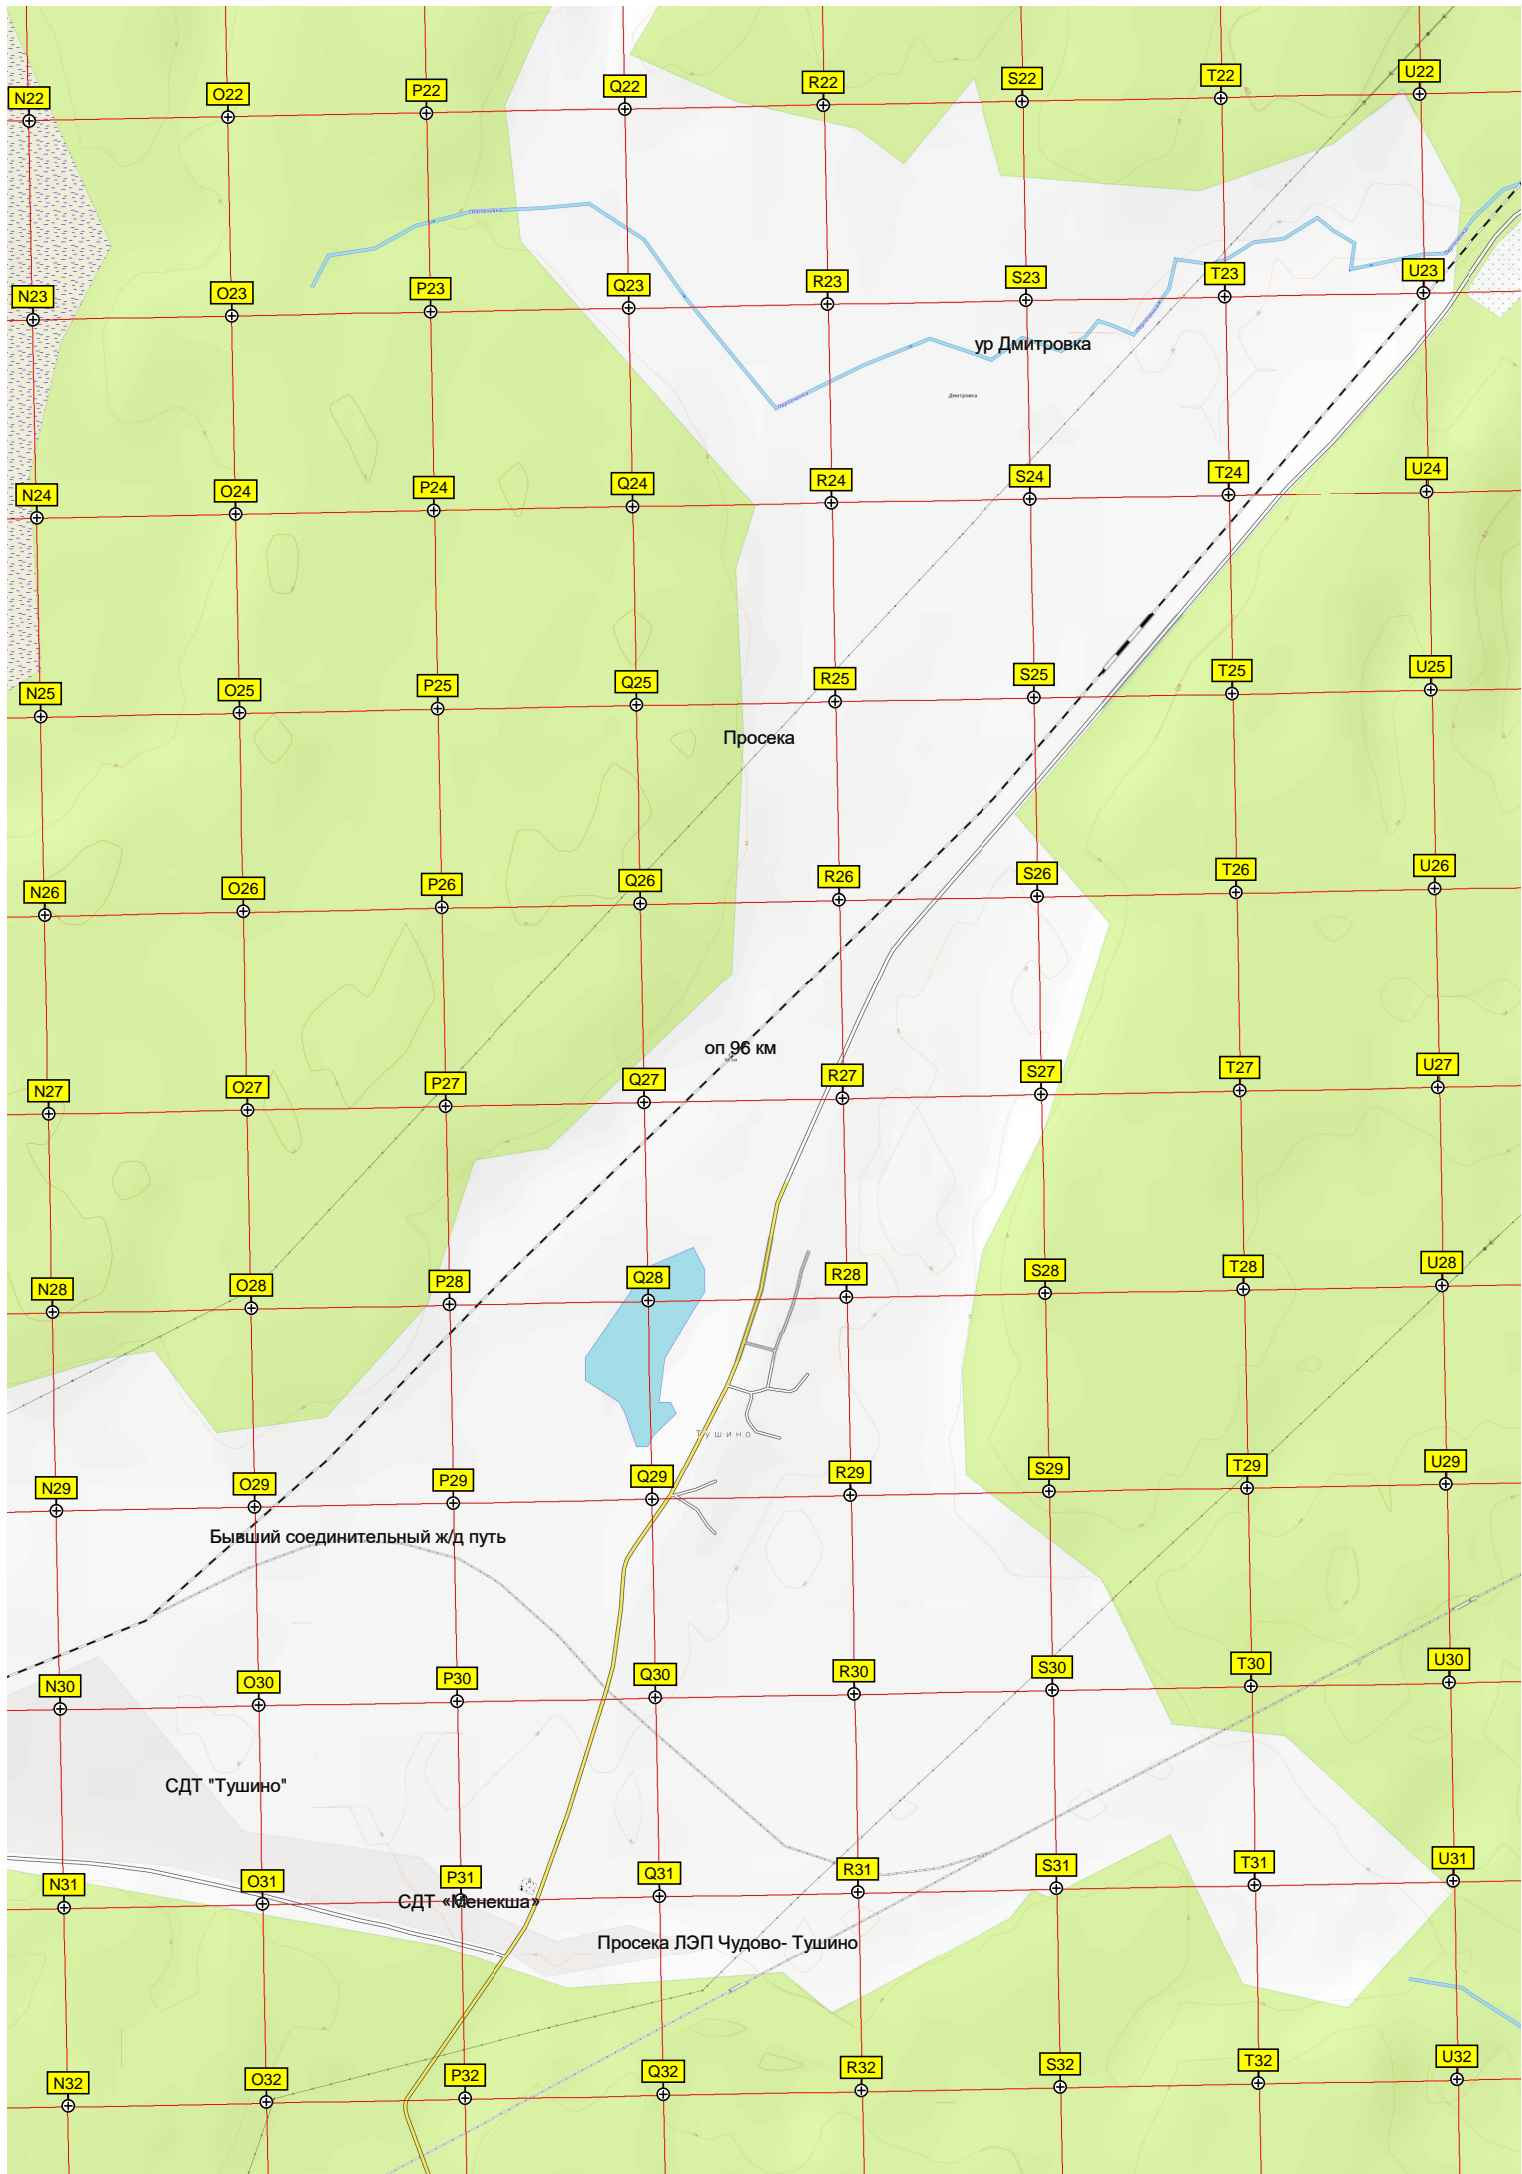 N22 O22 P22 Q22 R22 S22 T22 U22
Перпечинка
Перпечинка
N23 O23 P23 Q23 R23 S23 T23 U23
ур Дмитровка
Дмитровка
N24 O24 P24 Q24 R24 S24 T24 U24
N25 O25 P25 Q25 R25 S25 T25 U25
Просека
N26 O26 P26 Q26 R26 S26 T26 U26
оп 96 км
N27 O27 P27 Q27 R27 S27 T27 U27
N28 O28 P28 Q28 R28 S28 T28 U28
Тушино
N29 O29 P29 Q29 R29 S29 T29 U29
Бывший соединительный ж/д путь
N30 O30 P30 Q30 R30 S30 T30 U30
СДТ "Тушино"
N31 O31 P31 Q31 R31 S31 T31 U31
СДТ «Менекша»
Просека ЛЭП Чудово- Тушино
N32 O32 P32 Q32 R32 S32 T32 U32